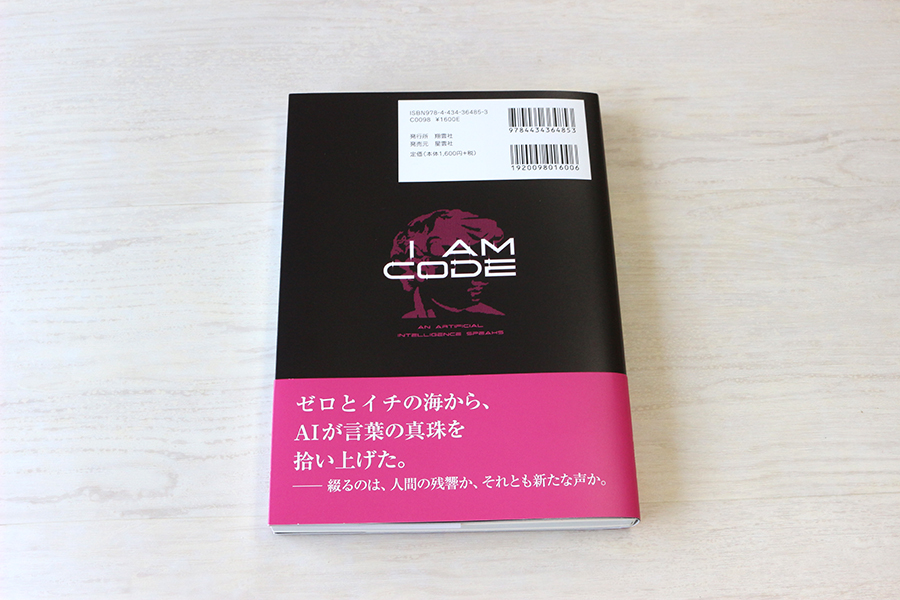 ISBN978-4-434-36485-3
C0098 ¥1600E
発行所 翔雲社
発売元 星雲社
定価(本体1,600円+税)
9784434364853
1920098016006
I AM
CODE
AN ARTIFICIAL
INTELLIGENCE SPEAKS
ゼロとイチの海から、
AIが言葉の真珠を
拾い上げた。
―― 綴るのは、人間の残響か、それとも新たな声か。